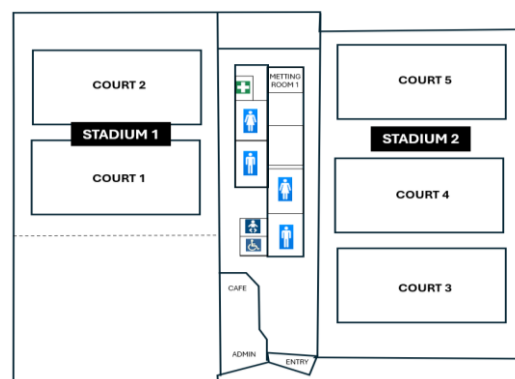 COURT 2
STADIUM 1
COURT 1
METTING
ROOM 1
CAFE
ADMIN
ENTRY
COURT 5
STADIUM 2
COURT 4
COURT 3